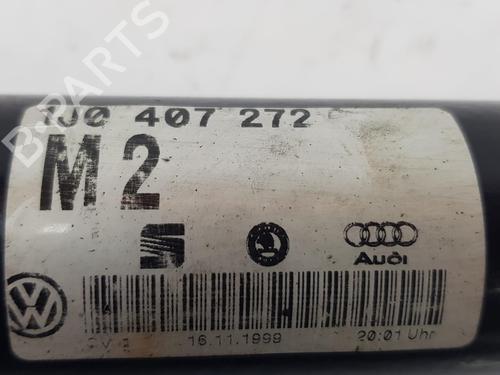 1J0 407 272
M2
Audi
16.11.1999 20:01 Uhr
B-PARTS